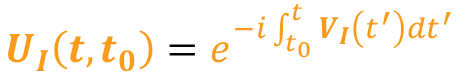 U_I(t, t_0) = e^{-i \int_{t_0}^{t} V_I(t')dt'}